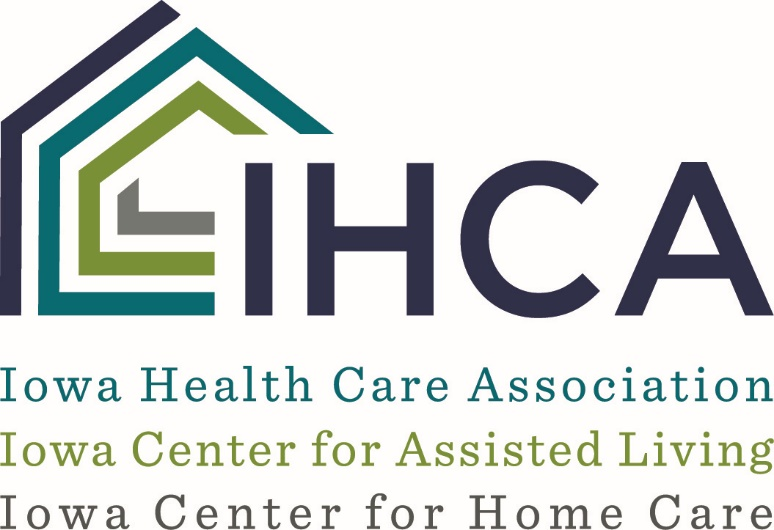 IHCA
Iowa Health Care Association
Iowa Center for Assisted Living
Iowa Center for Home Care